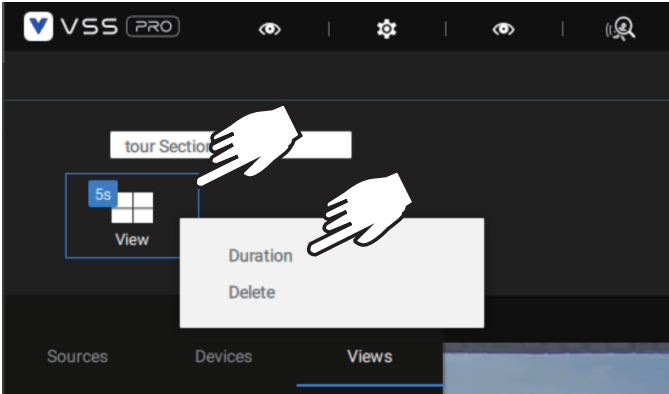 VSS PRO
tour Section
5s
View
Duration
Delete
Sources Devices Views